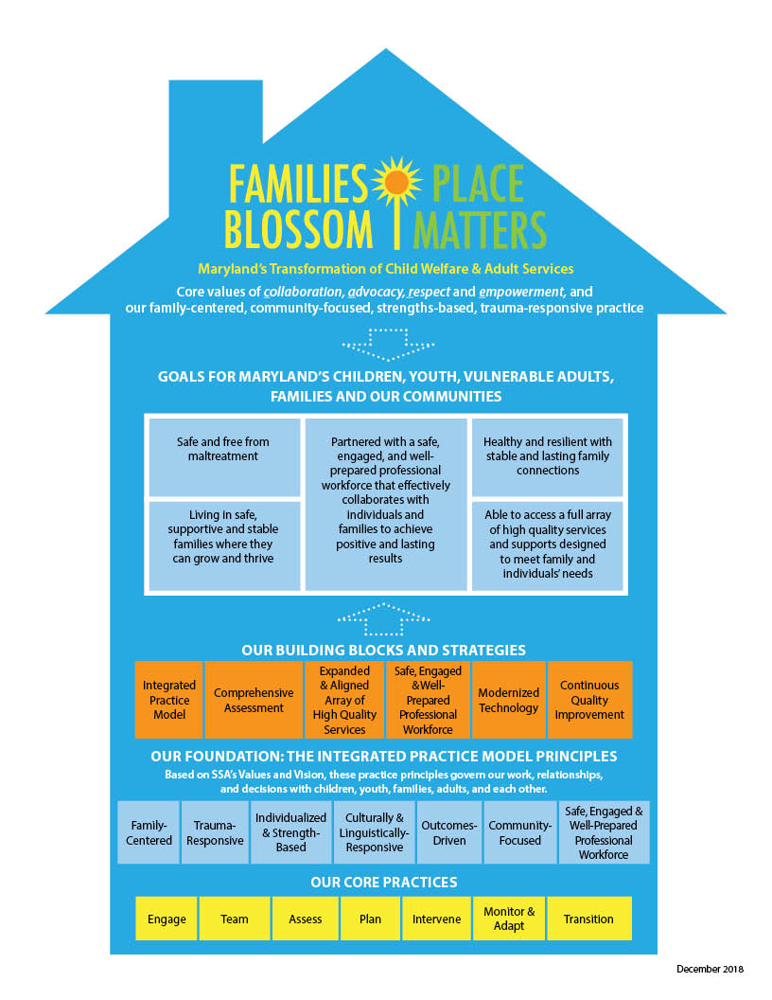 FAMILIES PLACE
BLOSSOM MATTERS
Maryland's Transformation of Child Welfare & Adult Services
Core values of collaboration, advocacy, respect and empowerment, and
our family-centered, community-focused, strengths-based, trauma-responsive practice
GOALS FOR MARYLAND'S CHILDREN, YOUTH, VULNERABLE ADULTS,
FAMILIES AND OUR COMMUNITIES
Safe and free from
maltreatment
Living in safe,
supportive and stable
families where they
can grow and thrive
Partnered with a safe,
engaged, and well-
prepared professional
workforce that effectively
collaborates with
individuals and
families to achieve
positive and lasting
results
Healthy and resilient with
stable and lasting family
connections
Able to access a full array
of high quality services
and supports designed
to meet family and
individuals' needs
OUR BUILDING BLOCKS AND STRATEGIES
Integrated
Practice
Model
Comprehensive
Assessment
Expanded
& Aligned
Array of
High Quality
Services
Safe, Engaged
&Well-
Prepared
Professional
Workforce
Modernized
Technology
Continuous
Quality
Improvement
OUR FOUNDATION: THE INTEGRATED PRACTICE MODEL PRINCIPLES
Based on SSA's Values and Vision, these practice principles govern our work, relationships,
and decisions with children, youth, families, adults, and each other.
Family-
Centered
Trauma-
Responsive
Individualized
& Strength-
Based
Culturally &
Linguistically-
Responsive
Outcomes-
Driven
Community-
Focused
Safe, Engaged &
Well-Prepared
Professional
Workforce
OUR CORE PRACTICES
Engage
Team
Assess
Plan
Intervene
Monitor &
Adapt
Transition
December 2018